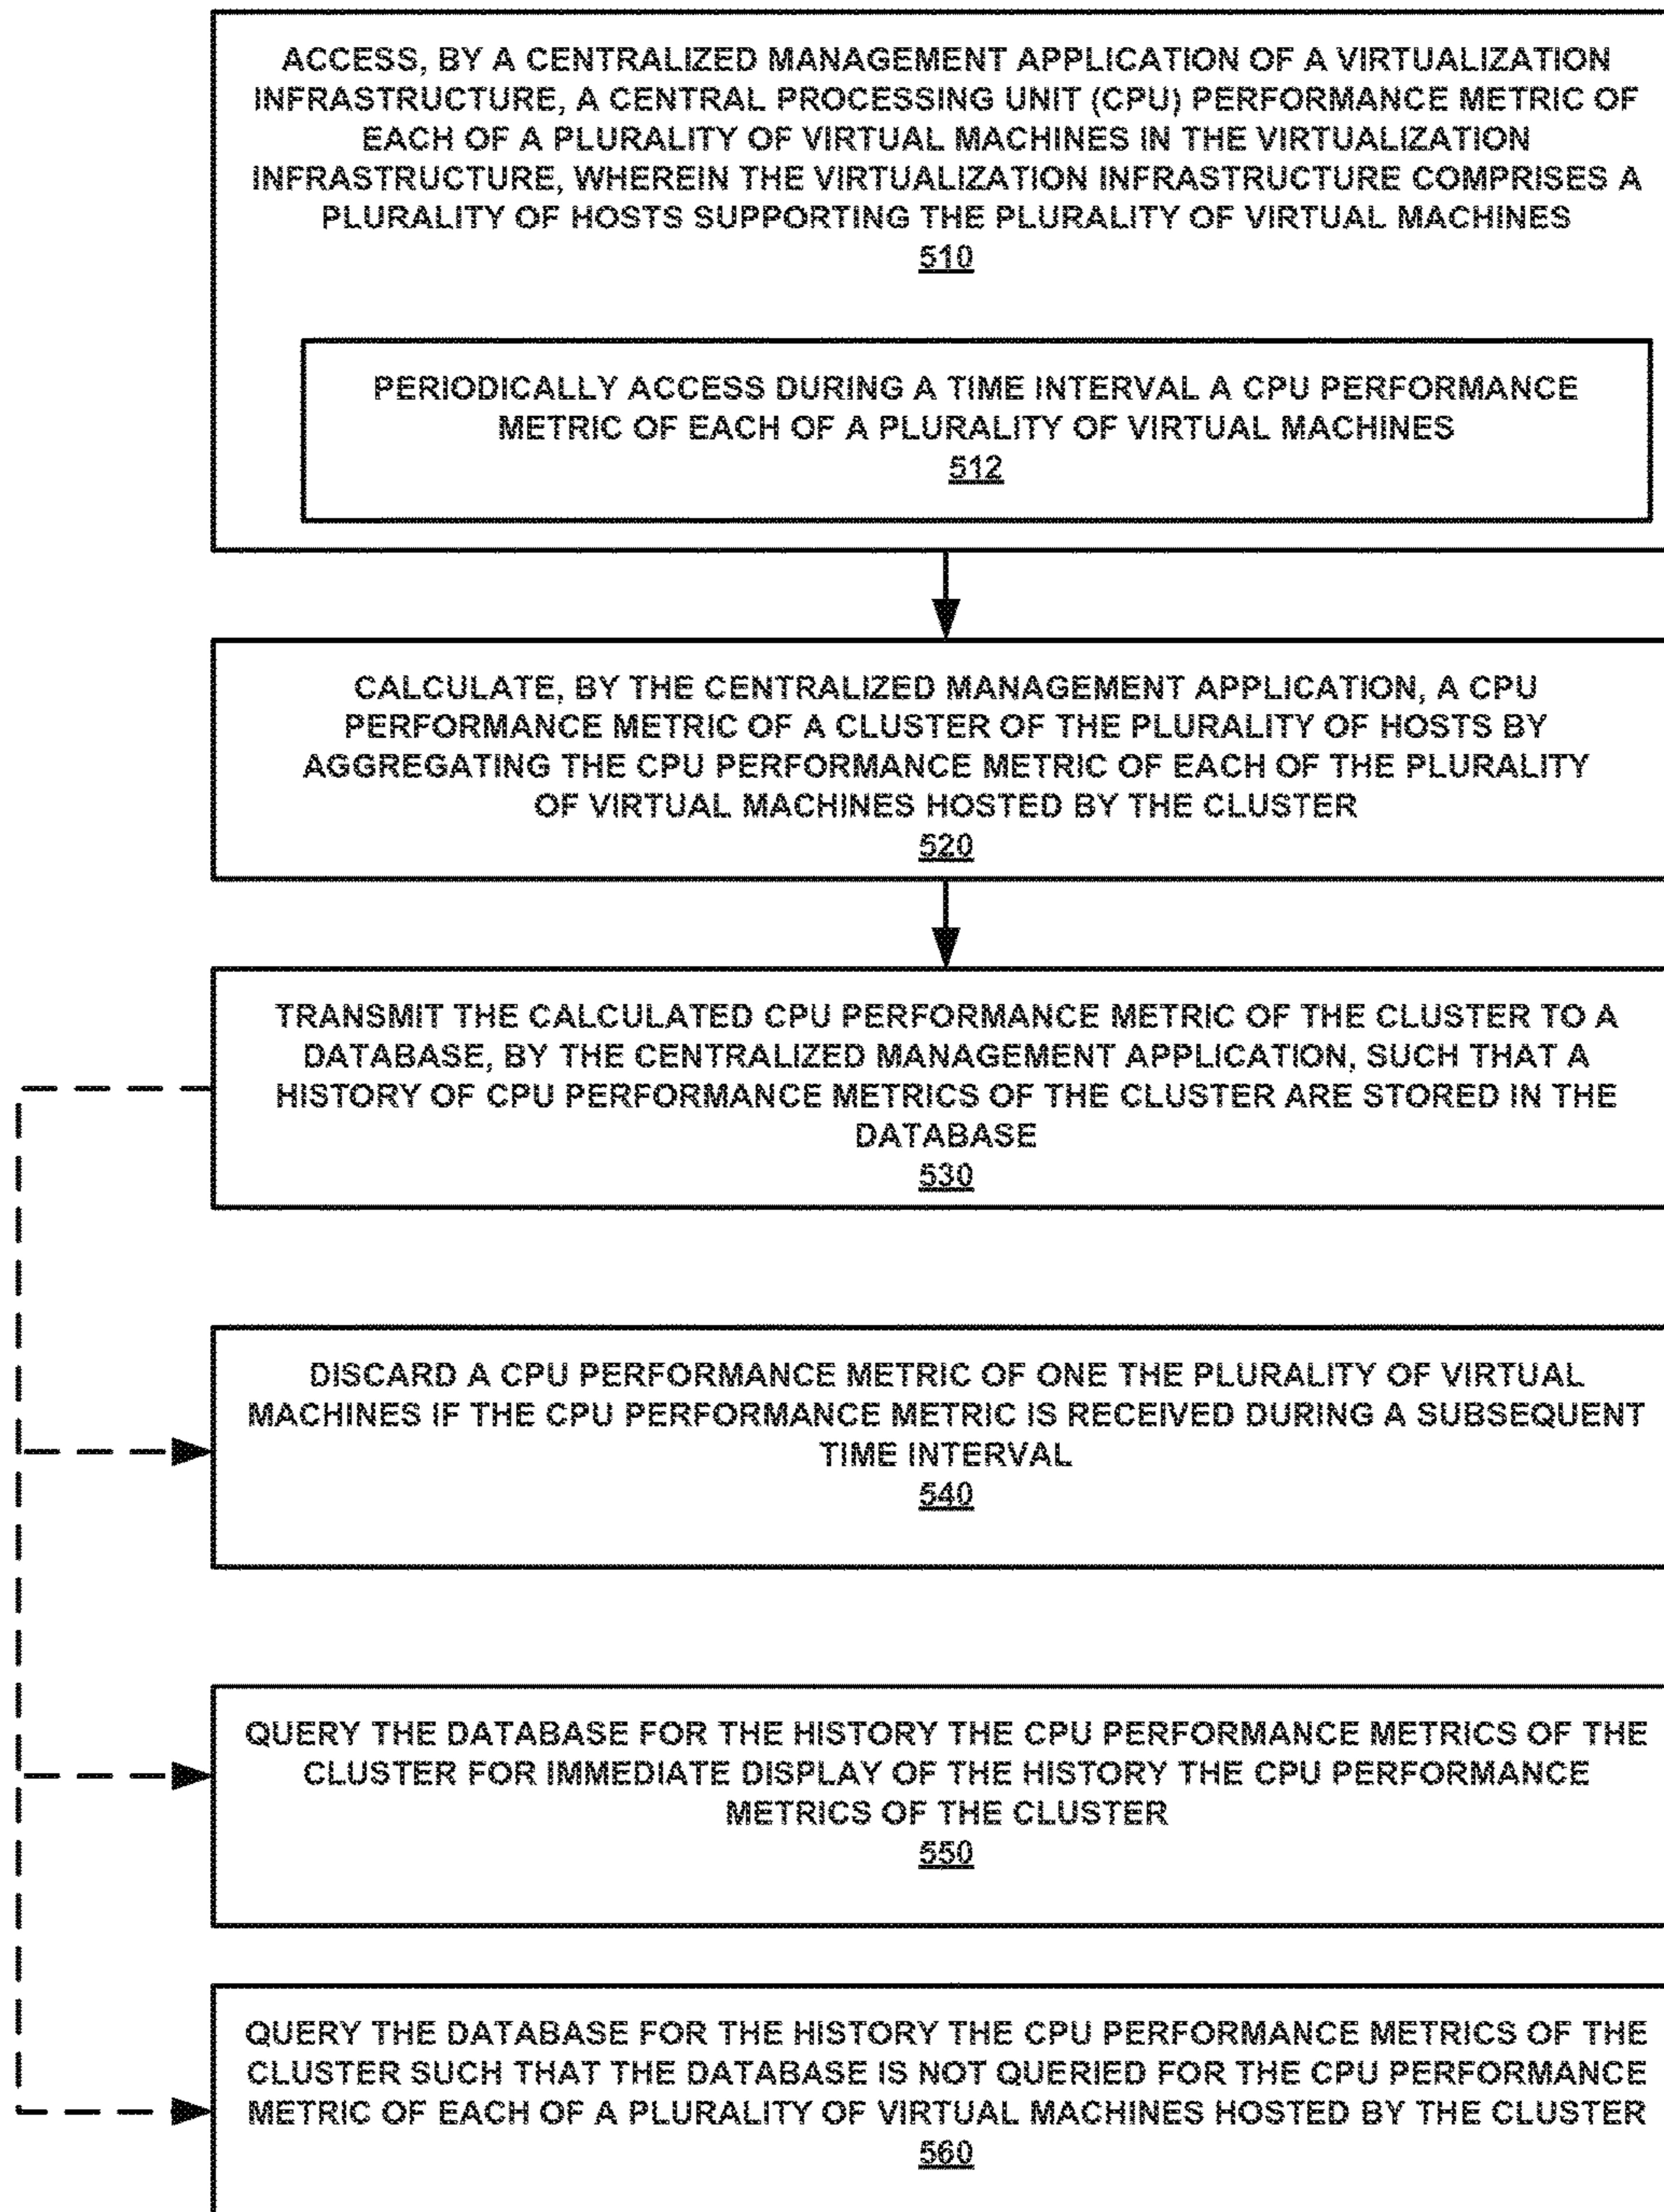 ACCESS, BY A CENTRALIZED MANAGEMENT APPLICATION OF A VIRTUALIZATION
INFRASTRUCTURE, A CENTRAL PROCESSING UNIT (CPU) PERFORMANCE METRIC OF
EACH OF A PLURALITY OF VIRTUAL MACHINES IN THE VIRTUALIZATION
INFRASTRUCTURE, WHEREIN THE VIRTUALIZATION INFRASTRUCTURE COMPRISES A
PLURALITY OF HOSTS SUPPORTING THE PLURALITY OF VIRTUAL MACHINES
510
PERIODICALLY ACCESS DURING A TIME INTERVAL A CPU PERFORMANCE
METRIC OF EACH OF A PLURALITY OF VIRTUAL MACHINES
512
CALCULATE, BY THE CENTRALIZED MANAGEMENT APPLICATION, A CPU
PERFORMANCE METRIC OF A CLUSTER OF THE PLURALITY OF HOSTS BY
AGGREGATING THE CPU PERFORMANCE METRIC OF EACH OF THE PLURALITY
OF VIRTUAL MACHINES HOSTED BY THE CLUSTER
520
TRANSMIT THE CALCULATED CPU PERFORMANCE METRIC OF THE CLUSTER TO A
DATABASE, BY THE CENTRALIZED MANAGEMENT APPLICATION, SUCH THAT A
HISTORY OF CPU PERFORMANCE METRICS OF THE CLUSTER ARE STORED IN THE
DATABASE
530
DISCARD A CPU PERFORMANCE METRIC OF ONE THE PLURALITY OF VIRTUAL
MACHINES IF THE CPU PERFORMANCE METRIC IS RECEIVED DURING A SUBSEQUENT
TIME INTERVAL
540
QUERY THE DATABASE FOR THE HISTORY THE CPU PERFORMANCE METRICS OF THE
CLUSTER FOR IMMEDIATE DISPLAY OF THE HISTORY THE CPU PERFORMANCE
METRICS OF THE CLUSTER
550
QUERY THE DATABASE FOR THE HISTORY THE CPU PERFORMANCE METRICS OF THE
CLUSTER SUCH THAT THE DATABASE IS NOT QUERIED FOR THE CPU PERFORMANCE
METRIC OF EACH OF A PLURALITY OF VIRTUAL MACHINES HOSTED BY THE CLUSTER
560